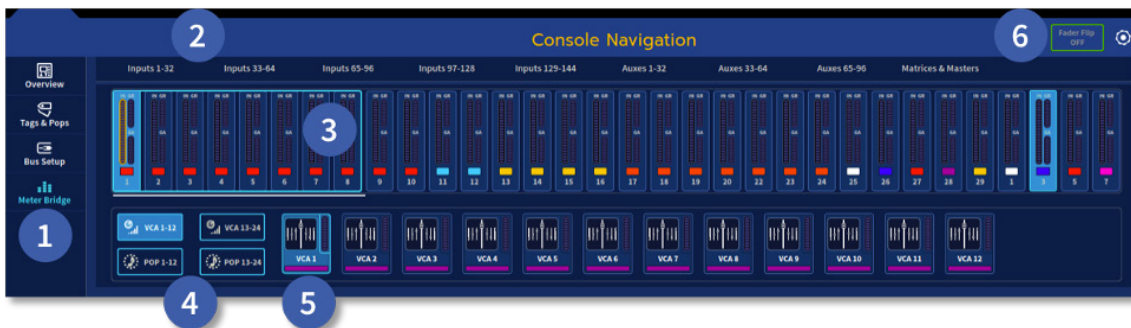 2
Console Navigation
6
Fader Flip
OFF
Overview
Tags & Pops
Bus Setup
Meter Bridge
1
Inputs 1-32 Inputs 33-64 Inputs 65-96 Inputs 97-128 Inputs 129-144 Auxes 1-32 Auxes 33-64 Auxes 65-96 Matrices & Masters
3
1 2 3 4 5 6 7 8 9 10 11 12 13 14 15 16 17 18 19 20 22 23 24 25 26 27 28 29 1 3 5 7
VCA 1-12 VCA 13-24
POP 1-12 POP 13-24
VCA 1 VCA 2 VCA 3 VCA 4 VCA 5 VCA 6 VCA 7 VCA 8 VCA 9 VCA 10 VCA 11 VCA 12
4
5